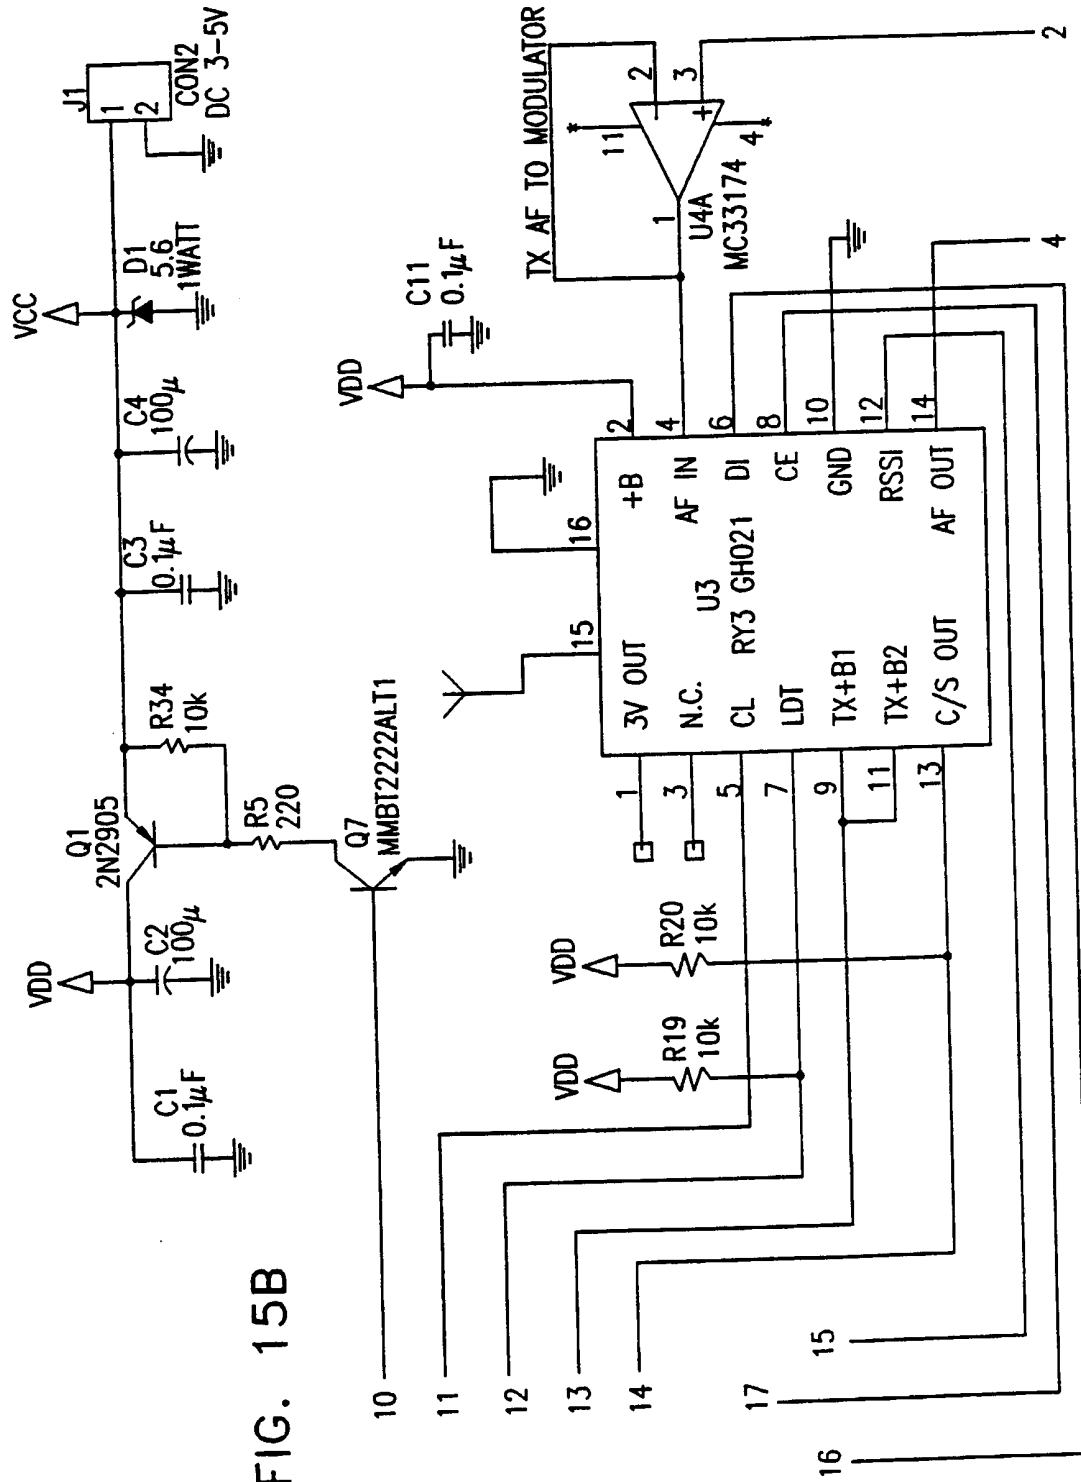 FIG. 15B
VDD
C1
0.1µF
C2
100µ
Q1
2N2905
R34
10k
R5
220
Q7
MMBT2222ALT1
C3
0.1µF
C4
100µ
VCC
D1
5.6
1WATT
J1
1
2
CON2
DC 3-5V
10
11
12
13
14
15
17
16
VDD
R19
10k
VDD
R20
10k
1
3
5
7
9
11
13
3V OUT
N.C.
CL
LDT
TX+B1
TX+B2
C/S OUT
15
16
U3
RY3 GH021
+B
AF IN
DI
CE
GND
RSSI
AF OUT
2
4
6
8
10
12
14
VDD
C11
0.1µF
TX AF TO MODULATOR
1
U4A
MC33174
11
4
2
3
-
+
*
*
4
2